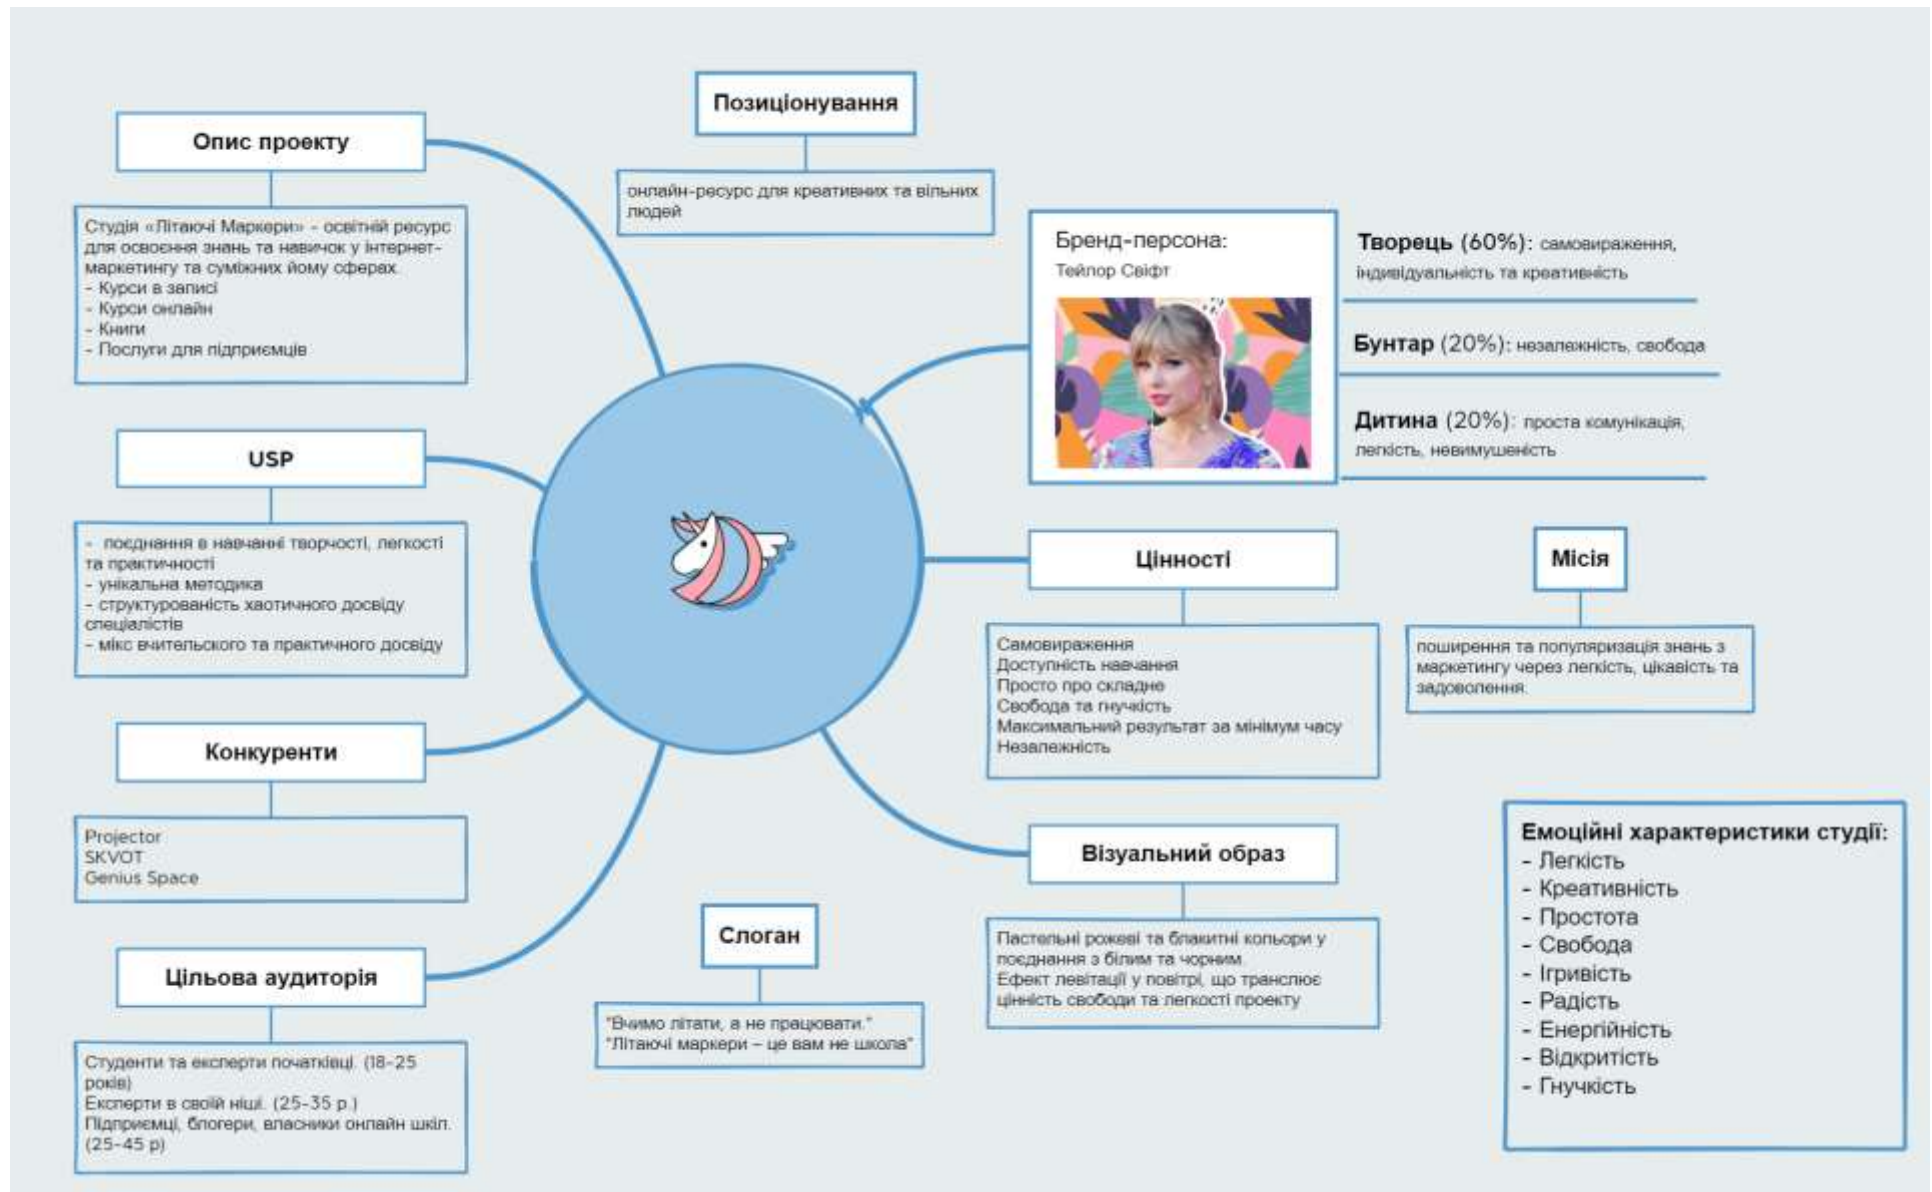 Опис проекту
Студія «Літаючі Маркери» - освітній ресурс
для освоєння знань та навичок у інтернет-
маркетингу та суміжних йому сферах.
- Курси в записі
- Курси онлайн
- Книги
- Послуги для підприємців
USP
- поєднання в навчанні творчості, легкості
та практичності
- унікальна методика
- структурованість хаотичного досвіду
спеціалістів
- мікс вчительского та практичного досвіду
Конкуренти
Projector
SKVOT
Genius Space
Цільова аудиторія
Студенти та експерти початківці. (18-25
років)
Експерти в своїй ніші. (25-35 р.)
Підприємці, блогери, власники онлайн шкіл.
(25-45 р)
Позиціонування
онлайн-ресурс для креативних та вільних
людей
Слоган
"Вчимо літати, а не працювати."
"Літаючі маркери – це вам не школа"
Бренд-персона:
Тейлор Свіфт
Творець (60%): самовираження,
індивідуальність та креативність
Бунтар (20%): незалежність, свобода
Дитина (20%): проста комунікація,
легкість, невимушеність
Цінності
Самовираження
Доступність навчання
Просто про складне
Свобода та гнучкість
Максимальний результат за мінімум часу
Незалежність
Місія
поширення та популяризація знань з
маркетингу через легкість, цікавість та
задоволення.
Візуальний образ
Пастельні рожеві та блакитні кольори у
поєднання з білим та чорним
Ефект левітації у повітрі, що транслює
цінність свободи та легкості проекту
Емоційні характеристики студії:
- Легкість
- Креативність
- Простота
- Свобода
- Ігривість
- Радість
- Енергійність
- Відкритість
- Гнучкість